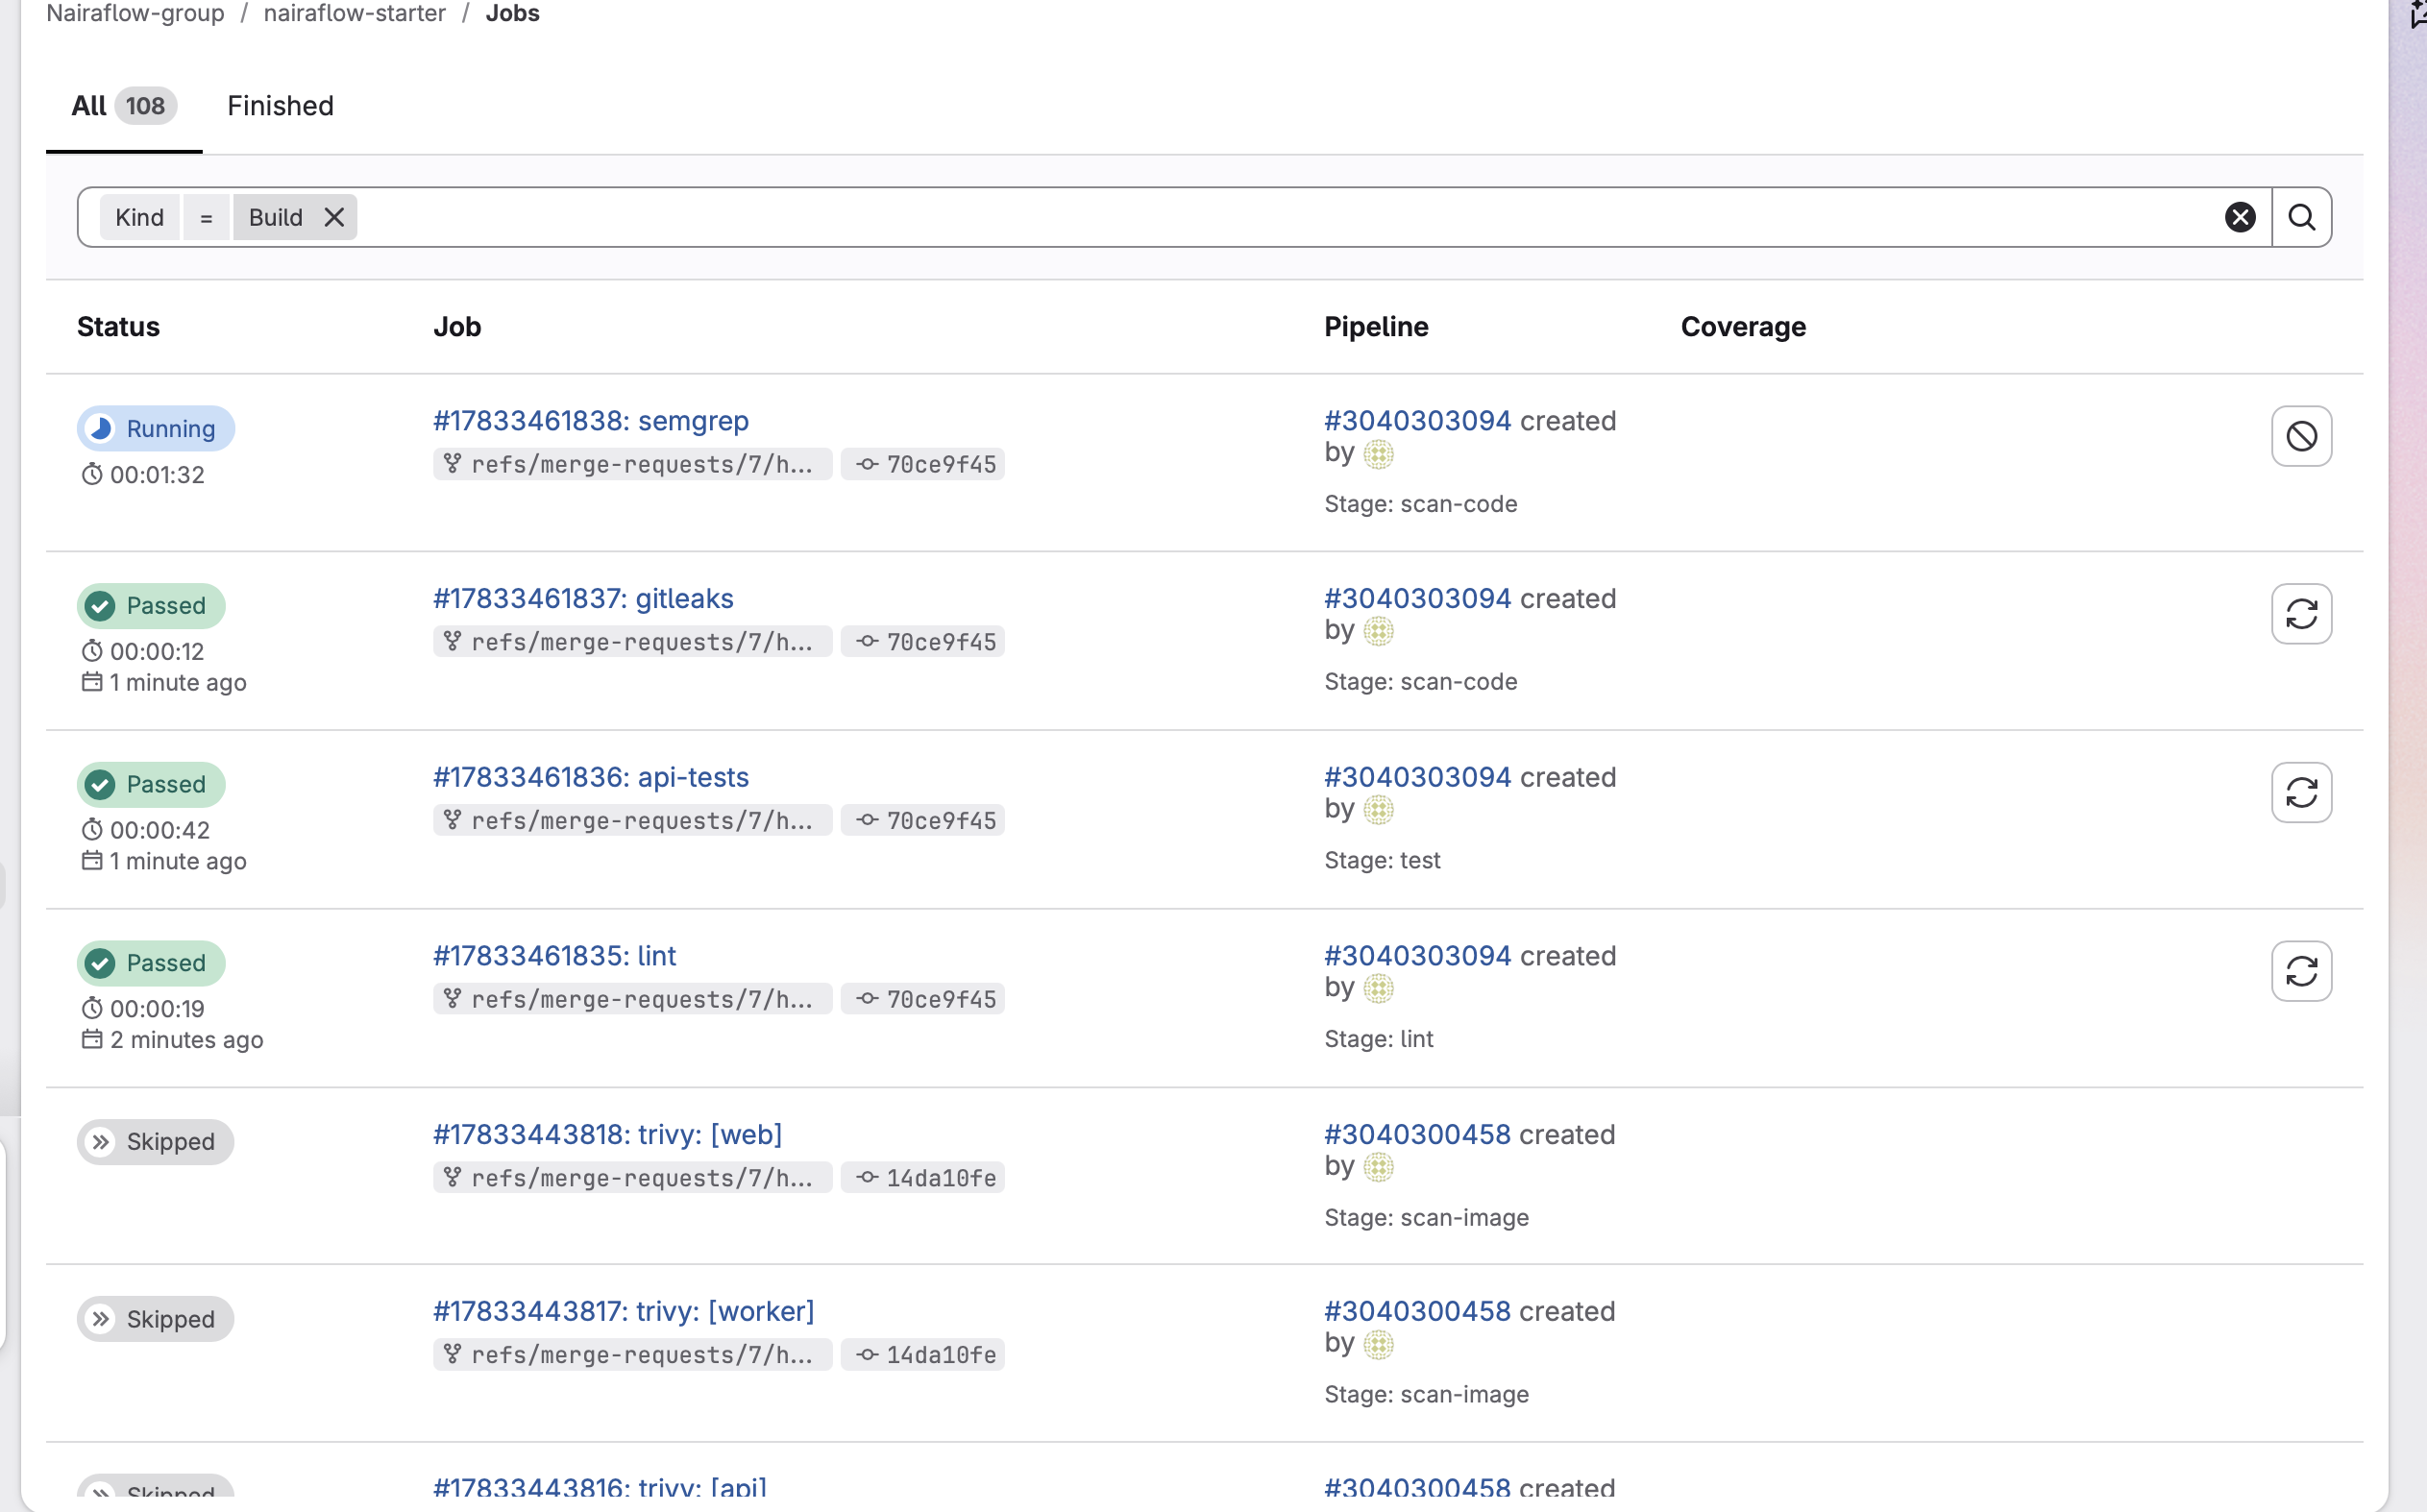 Nairaflow-group / nairaflow-starter / Jobs
All 108 Finished
Kind = Build
Status Job Pipeline Coverage
Running #17833461838: semgrep #3040303094 created
refs/merge-requests/7/h... 70ce9f45 by
00:01:32
Stage: scan-code
Passed #17833461837: gitleaks #3040303094 created
refs/merge-requests/7/h... 70ce9f45 by
00:00:12
1 minute ago Stage: scan-code
Passed #17833461836: api-tests #3040303094 created
refs/merge-requests/7/h... 70ce9f45 by
00:00:42
1 minute ago Stage: test
Passed #17833461835: lint #3040303094 created
refs/merge-requests/7/h... 70ce9f45 by
00:00:19
2 minutes ago Stage: lint
Skipped #17833443818: trivy: [web] #3040300458 created
refs/merge-requests/7/h... 14da10fe by
Stage: scan-image
Skipped #17833443817: trivy: [worker] #3040300458 created
refs/merge-requests/7/h... 14da10fe by
Stage: scan-image
Skipped #17833443816: trivy: [api] #3040300458 created